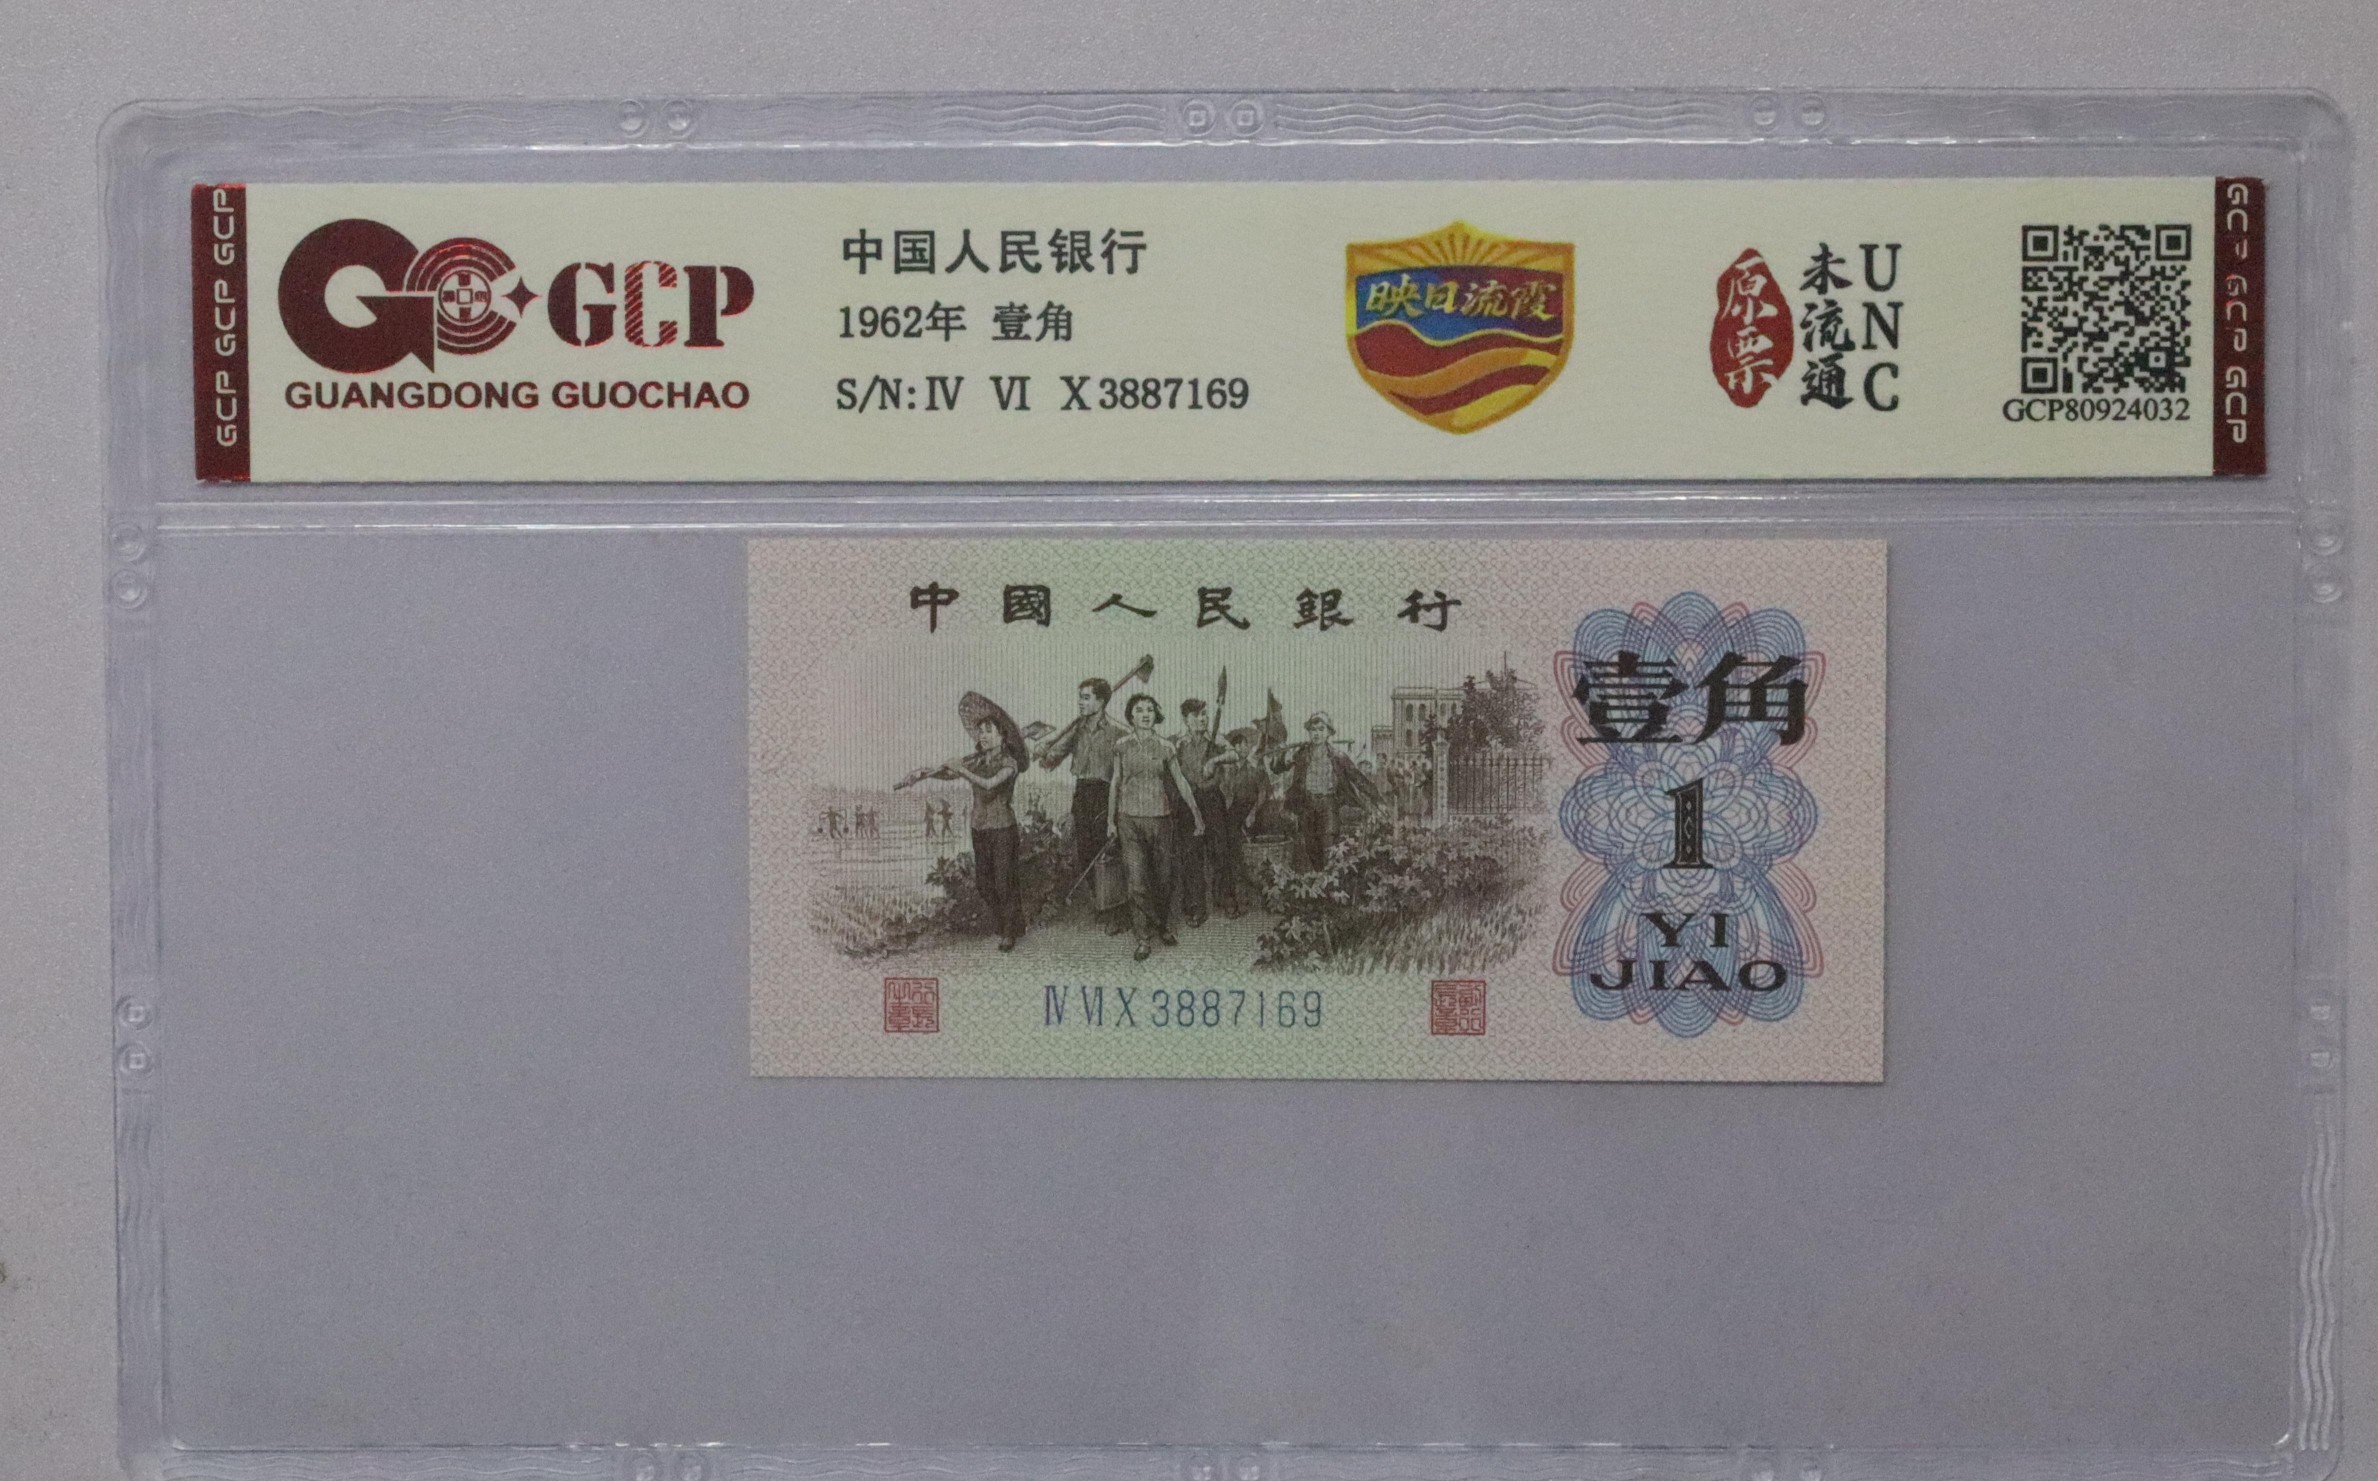 GCP GCP GCP
GCP
GUANGDONG GUOCHAO
中国人民银行
1962年 壹角
S/N: IV VI X 3887169
映日流霞
原票
未流通
UNC
GCP80924032
GCP GCP GCP
中國人民銀行
壹角
1
YI
JIAO
IV VI X 3887169